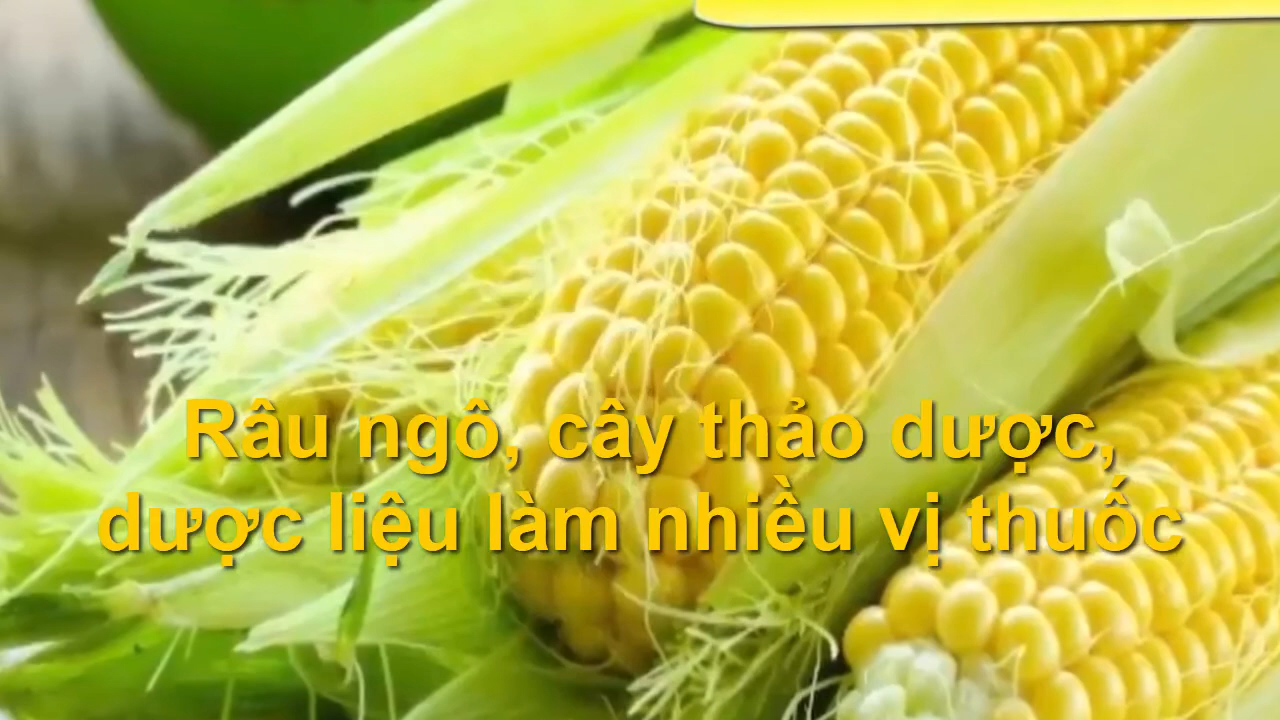 Râu ngô, cây thảo dược,
dược liệu làm nhiều vị thuốc